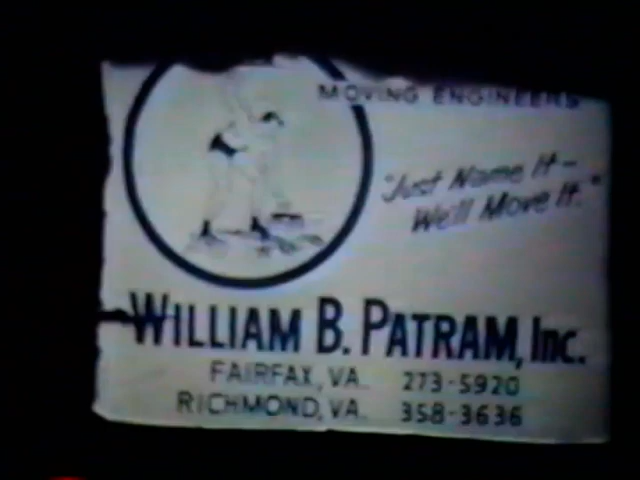 MOVING ENGINEERS
"Just Name It -
We'll Move It."
WILLIAM B. PATRAM, Inc.
FAIRFAX, VA. 273-5920
RICHMOND, VA. 358-3636